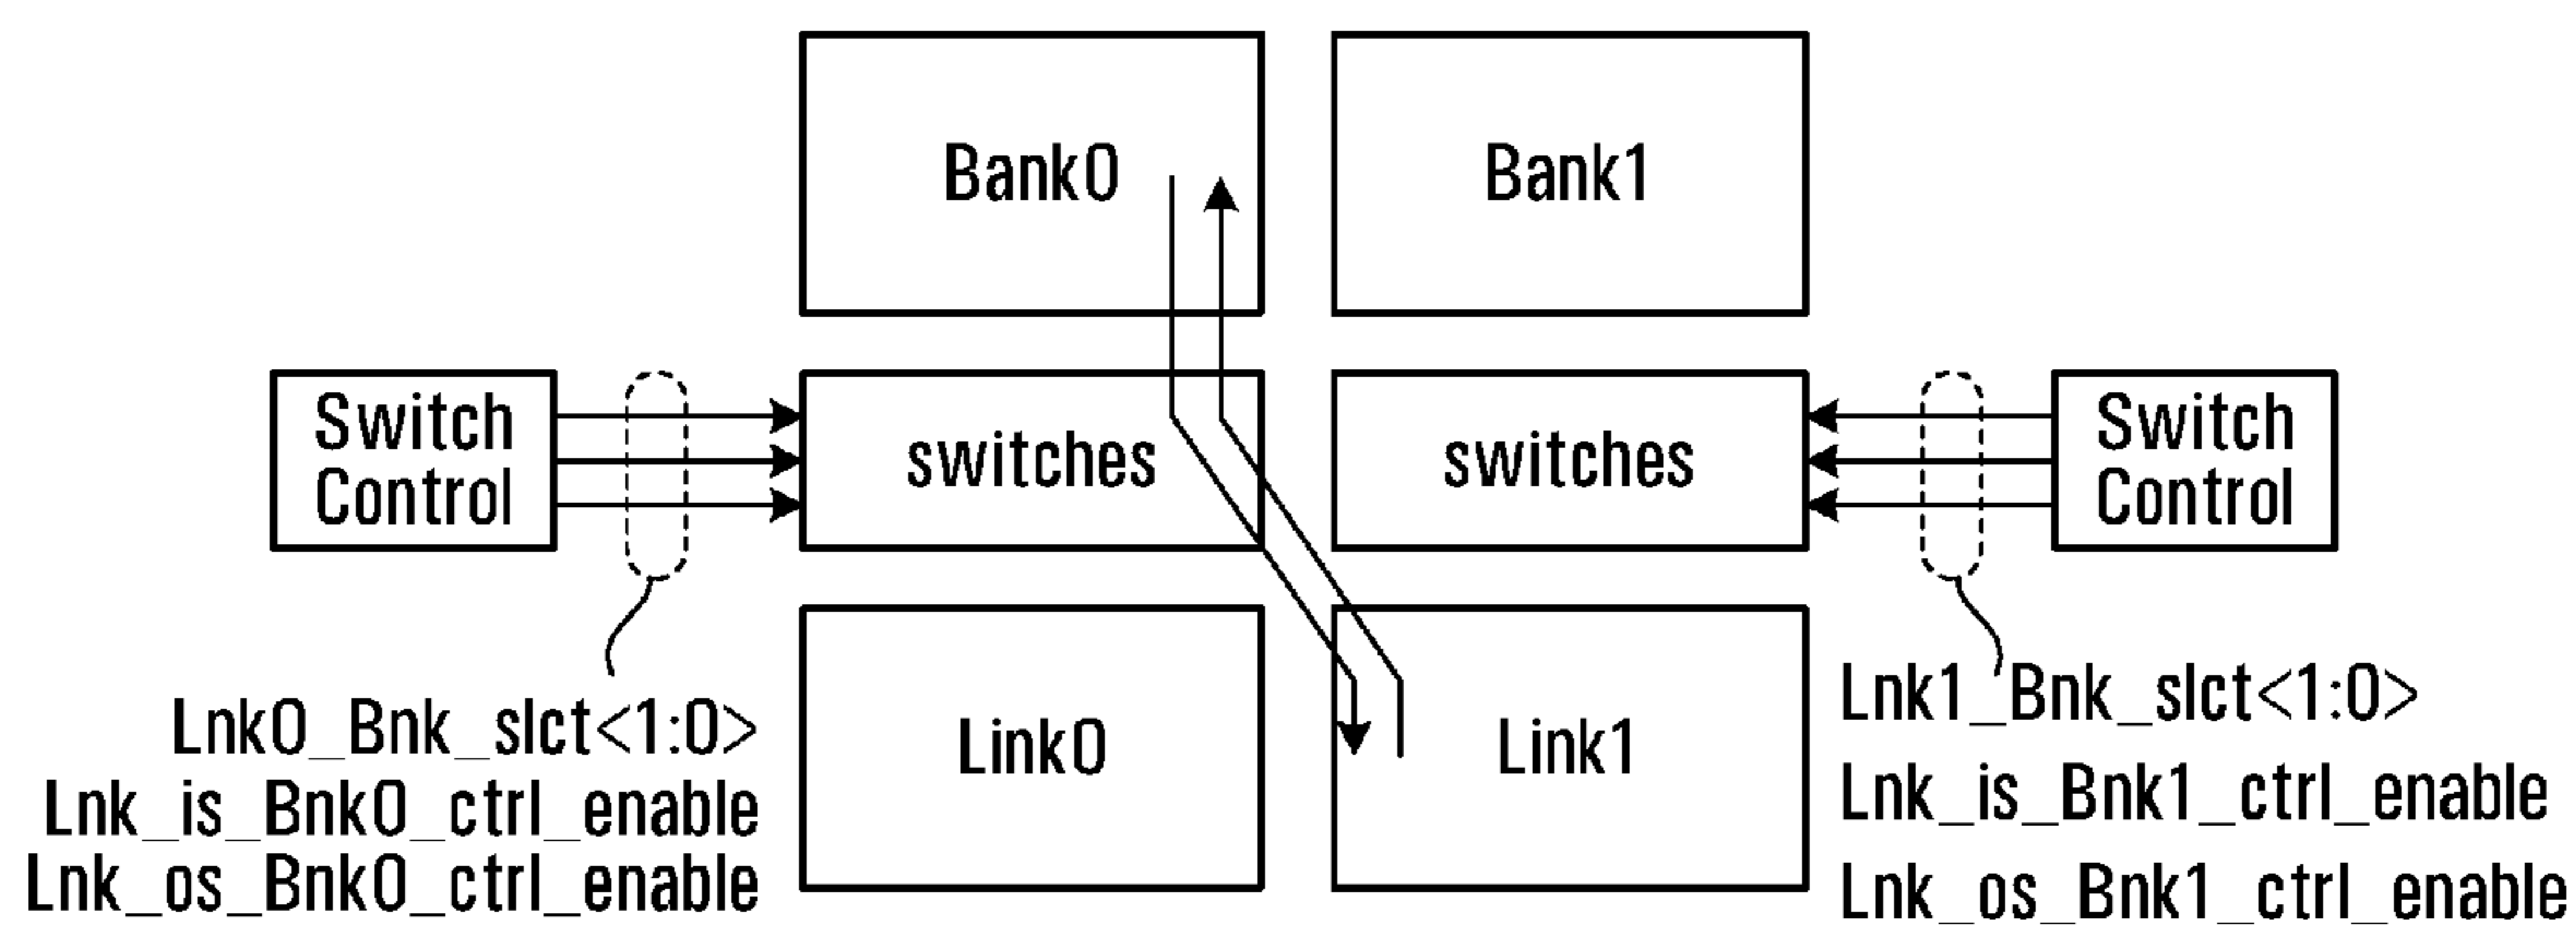 Bank0
Bank1
Switch
Control
switches
switches
Switch
Control
Lnk0_Bnk_slct<1:0>
Lnk_is_Bnk0_ctrl_enable
Lnk_os_Bnk0_ctrl_enable
Link0
Link1
Lnk1_Bnk_slct<1:0>
Lnk_is_Bnk1_ctrl_enable
Lnk_os_Bnk1_ctrl_enable